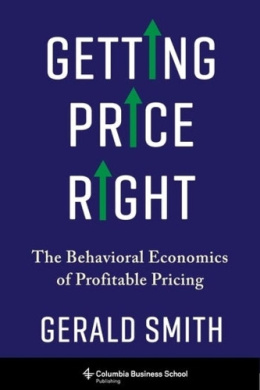 GETTING
PRICE
RIGHT
The Behavioral Economics
of Profitable Pricing
GERALD SMITH
Columbia Business School
Publishing